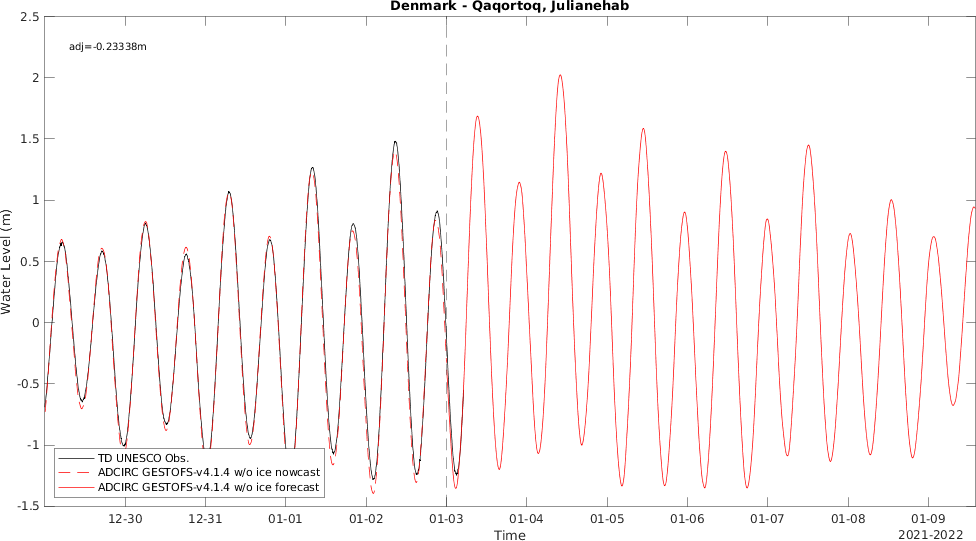 Denmark - Qaqortoq, Julianehab
adj=-0.23338m
Water Level (m)
2.5
2
1.5
1
0.5
0
-0.5
-1
-1.5
TD UNESCO Obs.
ADCIRC GESTOFS-v4.1.4 w/o ice nowcast
ADCIRC GESTOFS-v4.1.4 w/o ice forecast
12-30 12-31 01-01 01-02 01-03 01-04 01-05 01-06 01-07 01-08 01-09
Time
2021-2022